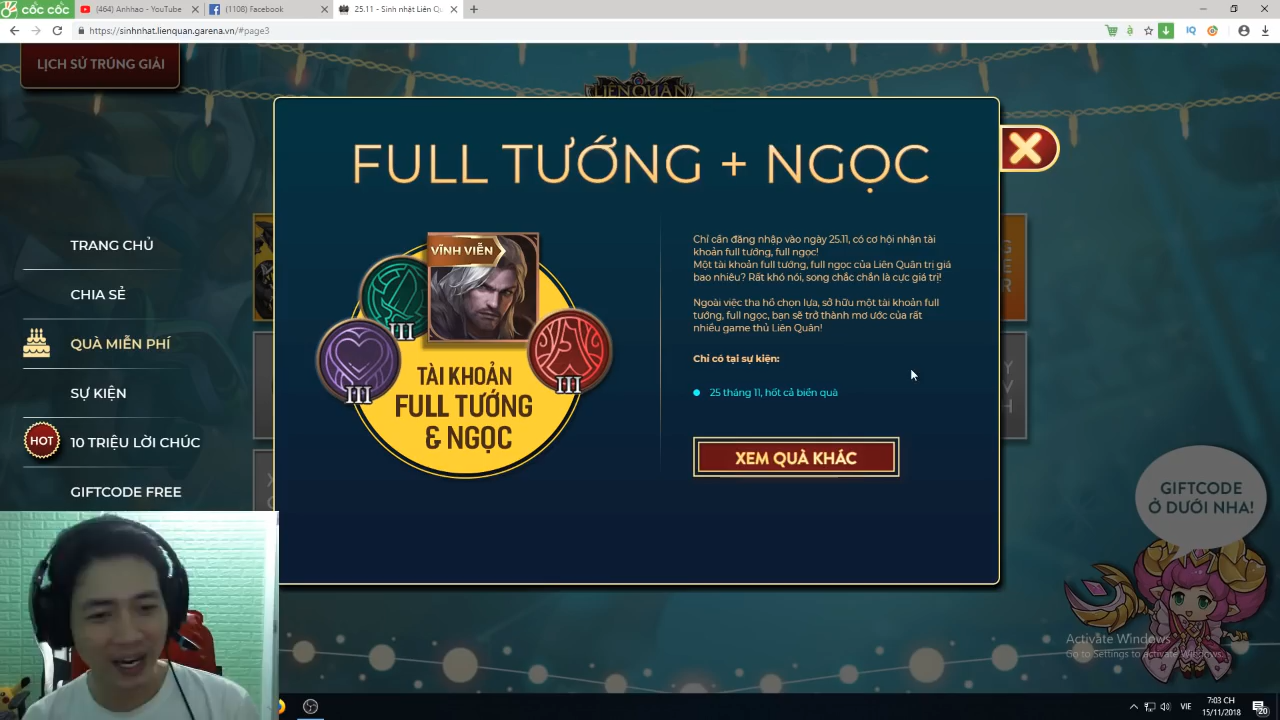 cốc cốc
(464) Anhhao - YouTube
(1108) Facebook
25.11 - Sinh nhật Liên Qu
https://sinhnhat.lienquan.garena.vn/#page3
LỊCH SỬ TRÚNG GIẢI
LIÊN QUÂN
FULL TƯỚNG + NGỌC
VĨNH VIỄN
III
III
III
TÀI KHOẢN
FULL TƯỚNG
& NGỌC
Chỉ cần đăng nhập vào ngày 25.11, có cơ hội nhận tài
khoản full tướng, full ngọc!
Một tài khoản full tướng, full ngọc của Liên Quân trị giá
bao nhiêu? Rất khó nói, song chắc chắn là cực giá trị!
Ngoài việc tha hồ chọn lựa, sở hữu một tài khoản full
tướng, full ngọc, bạn sẽ trở thành mơ ước của rất
nhiều game thủ Liên Quân!
Chỉ có tại sự kiện:
25 tháng 11, hốt cả biển quà
XEM QUÀ KHÁC
TRANG CHỦ
CHIA SẺ
QUÀ MIỄN PHÍ
SỰ KIỆN
HOT
10 TRIỆU LỜI CHÚC
GIFTCODE FREE
GIFTCODE
Ở DƯỚI NHA!
Activate Windows
Go to Settings to activate Windows.
VIE
7:03 CH
15/11/2018
20